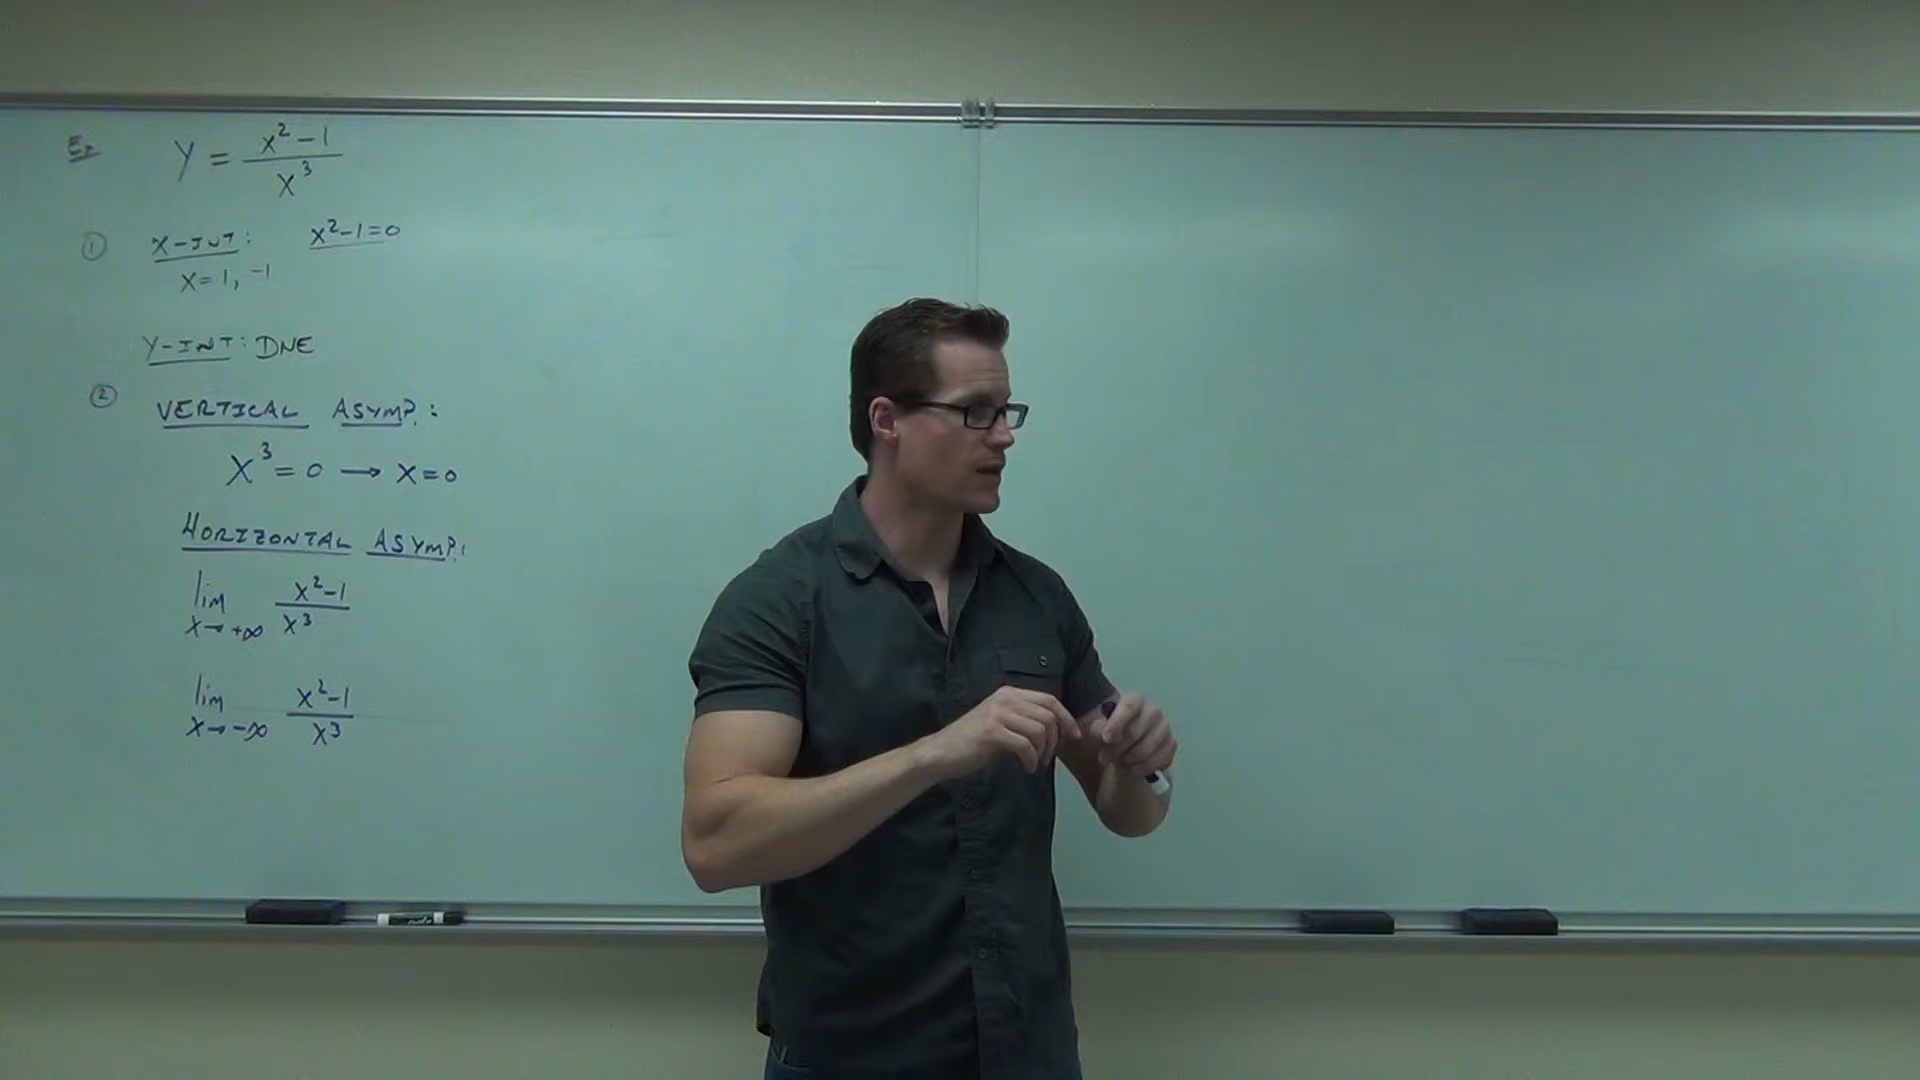 Ex y = (x² - 1) / x³
① X-INT: x² - 1 = 0
x = 1, -1
Y-INT: DNE
② VERTICAL ASYMP:
x³ = 0 → x = 0
HORIZONTAL ASYMP:
lim x→+∞ (x² - 1) / x³
lim x→-∞ (x² - 1) / x³